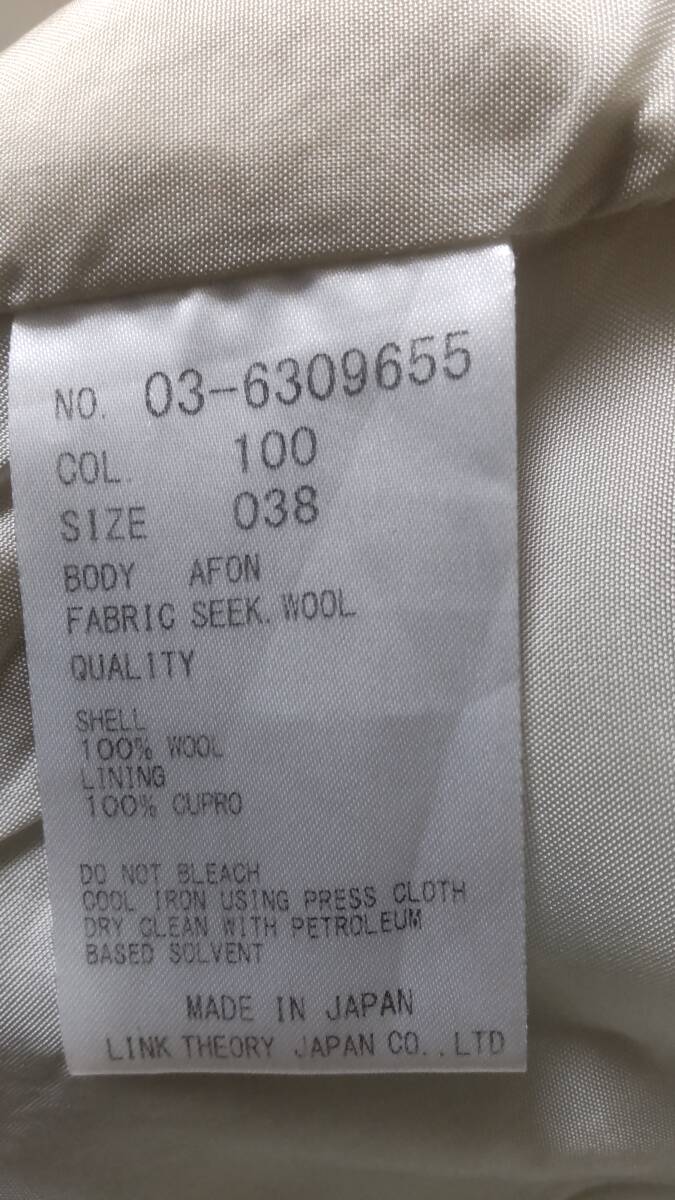 NO. 03-6309655
COL. 100
SIZE 038
BODY AFON
FABRIC SEEK.WOOL
QUALITY
SHELL
100% WOOL
LINING
100% CUPRO
DO NOT BLEACH
COOL IRON USING PRESS CLOTH
DRY CLEAN WITH PETROLEUM
BASED SOLVENT
MADE IN JAPAN
LINK THEORY JAPAN CO.,LTD